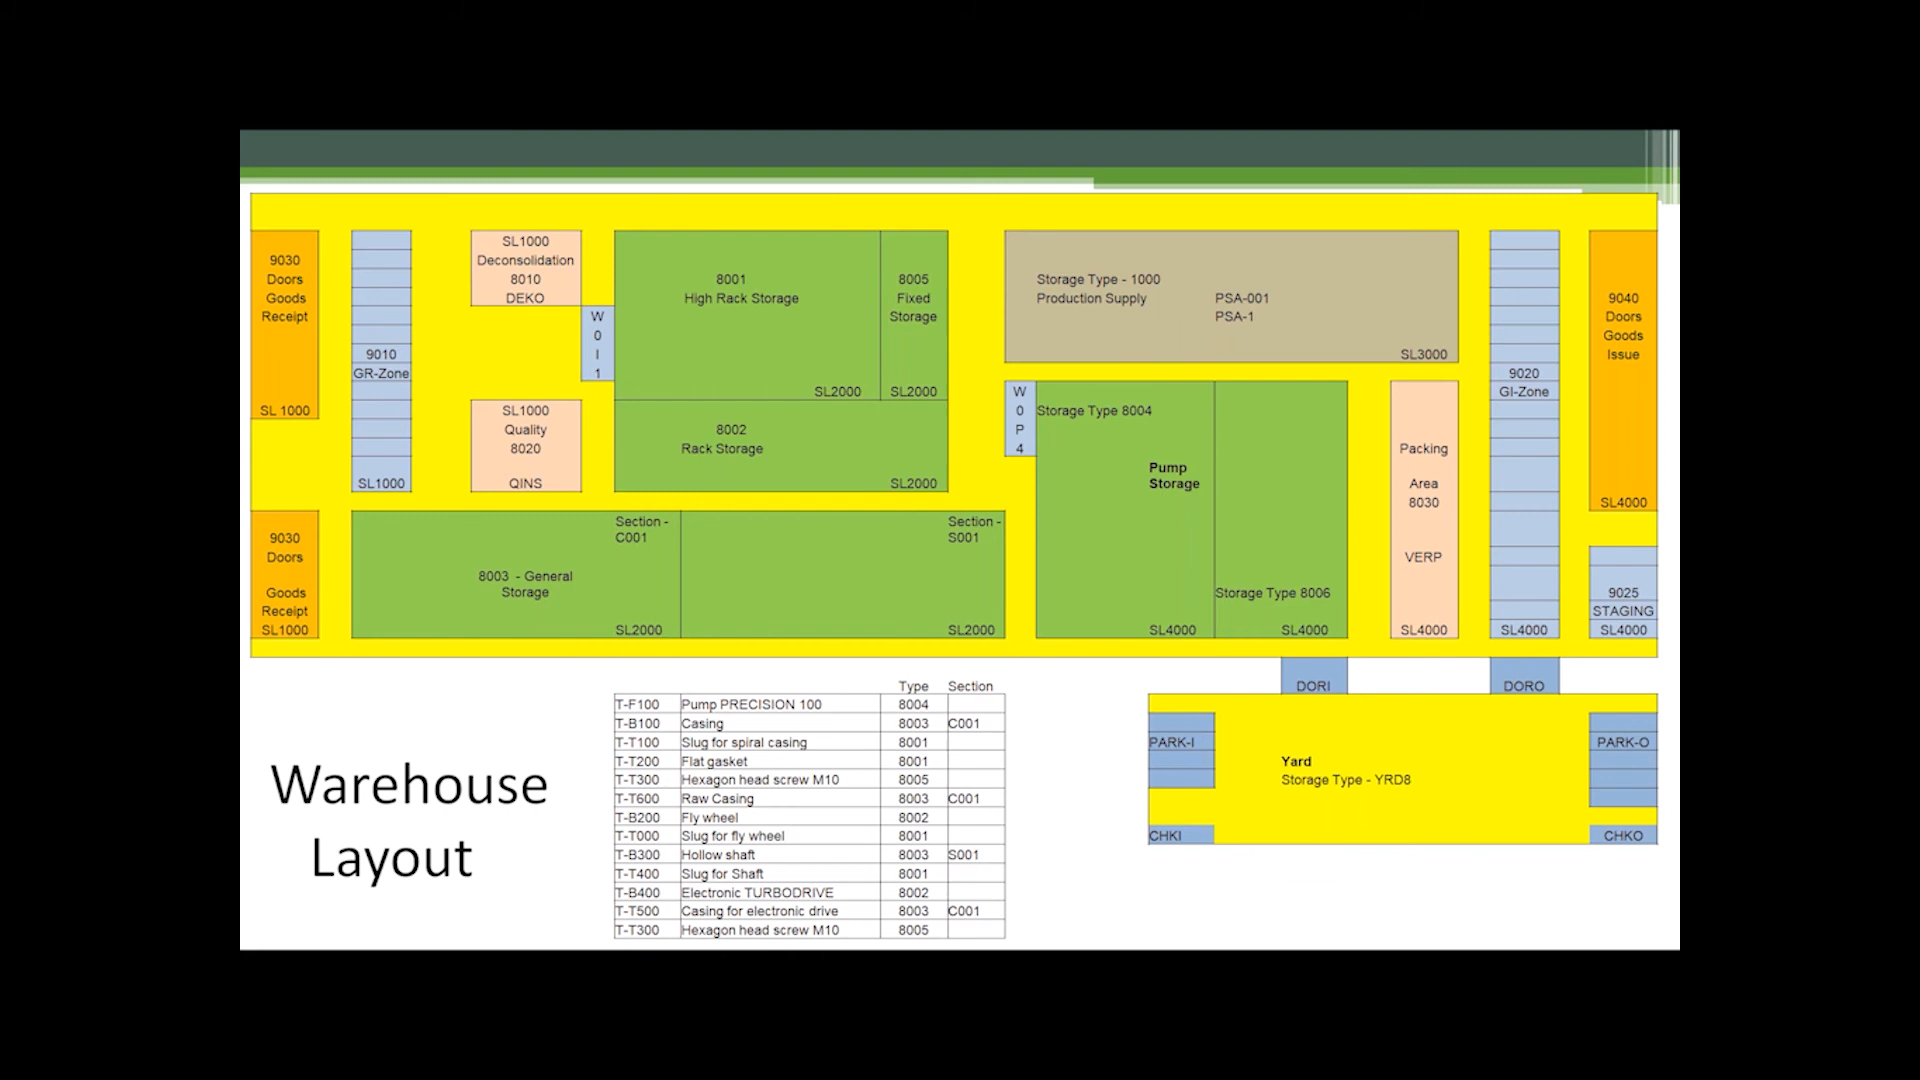 9030
Doors
Goods
Receipt
SL 1000
9010
GR-Zone
SL1000
SL1000
Deconsolidation
8010
DEKO
W
0
I
1
SL1000
Quality
8020
QINS
8001
High Rack Storage
SL2000
8005
Fixed
Storage
SL2000
8002
Rack Storage
SL2000
Storage Type - 1000
Production Supply PSA-001
PSA-1
SL3000
W
0
P
4
Storage Type 8004
Pump
Storage
SL4000
Storage Type 8006
SL4000
Packing
Area
8030
VERP
SL4000
9020
GI-Zone
SL4000
9040
Doors
Goods
Issue
SL4000
9025
STAGING
SL4000
9030
Doors
Goods
Receipt
SL1000
Section -
C001
8003 - General
Storage
SL2000
Section -
S001
SL2000
Warehouse
Layout
Type Section
T-F100 Pump PRECISION 100 8004
T-B100 Casing 8003 C001
T-T100 Slug for spiral casing 8001
T-T200 Flat gasket 8001
T-T300 Hexagon head screw M10 8005
T-T600 Raw Casing 8003 C001
T-B200 Fly wheel 8002
T-T000 Slug for fly wheel 8001
T-B300 Hollow shaft 8003 S001
T-T400 Slug for Shaft 8001
T-B400 Electronic TURBODRIVE 8002
T-T500 Casing for electronic drive 8003 C001
T-T300 Hexagon head screw M10 8005
DORI
DORO
PARK-I
PARK-O
Yard
Storage Type - YRD8
CHKI
CHKO